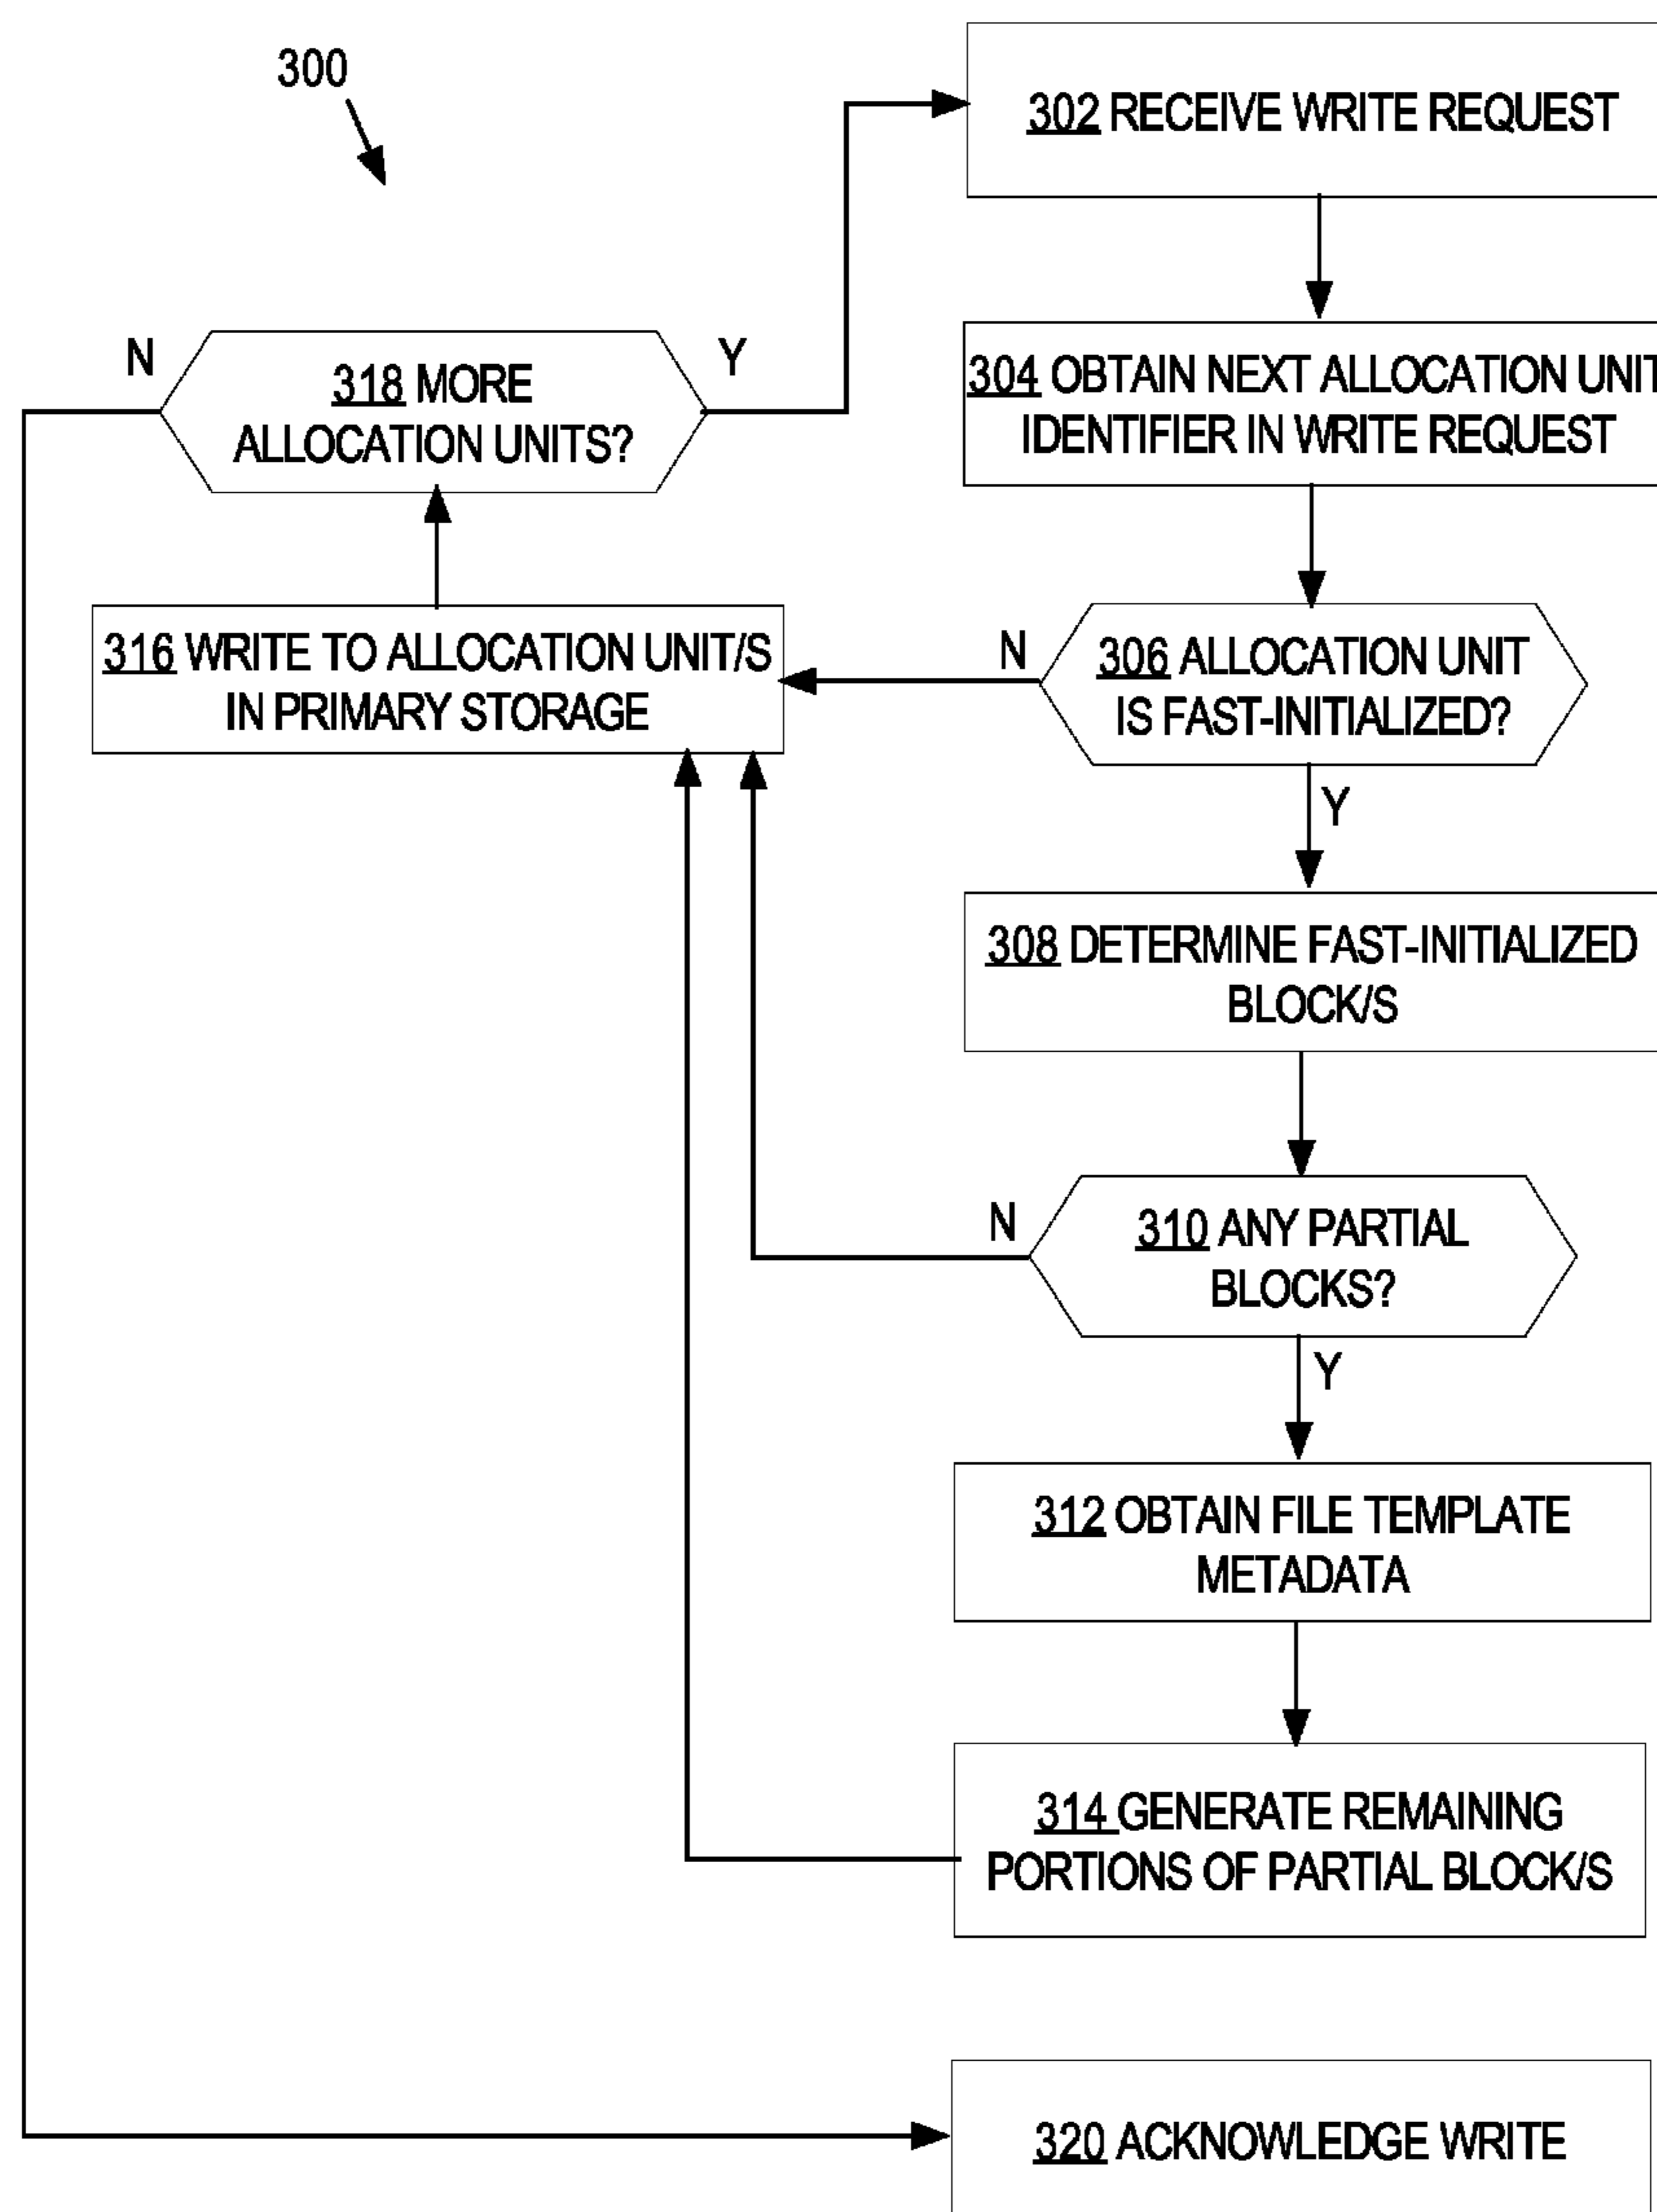 300
302 RECEIVE WRITE REQUEST
304 OBTAIN NEXT ALLOCATION UNIT
IDENTIFIER IN WRITE REQUEST
N
318 MORE
ALLOCATION UNITS?
Y
316 WRITE TO ALLOCATION UNIT/S
IN PRIMARY STORAGE
N
306 ALLOCATION UNIT
IS FAST-INITIALIZED?
Y
308 DETERMINE FAST-INITIALIZED
BLOCK/S
N
310 ANY PARTIAL
BLOCKS?
Y
312 OBTAIN FILE TEMPLATE
METADATA
314 GENERATE REMAINING
PORTIONS OF PARTIAL BLOCK/S
320 ACKNOWLEDGE WRITE